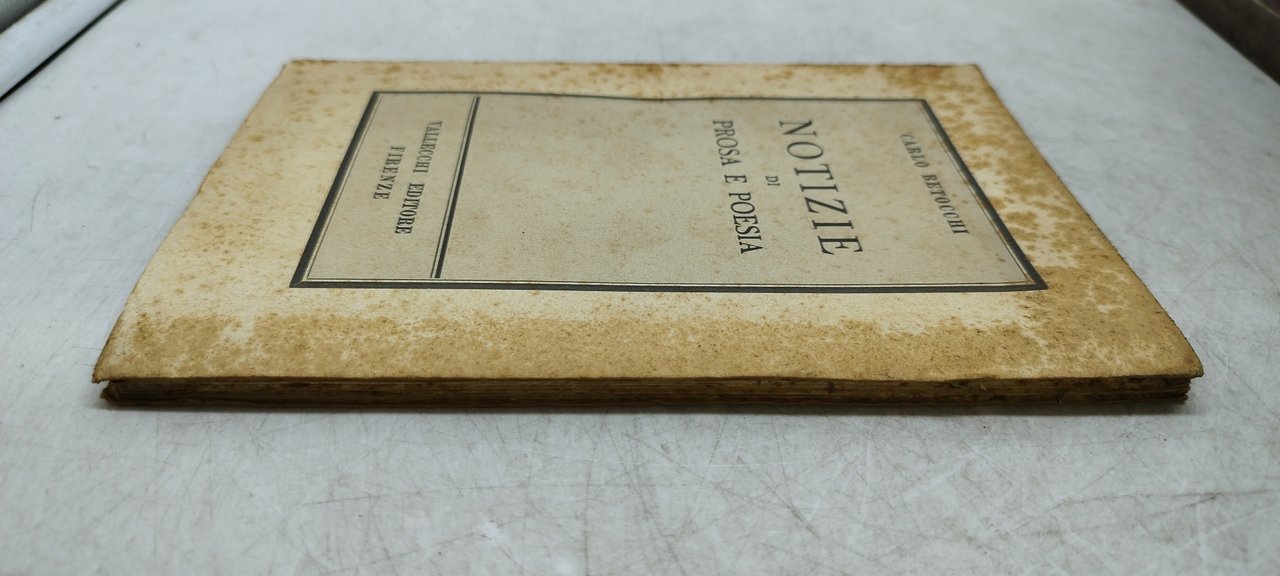 CARLO BETOCCHI
NOTIZIE
DI
PROSA E POESIA
VALLECCHI EDITORE
FIRENZE